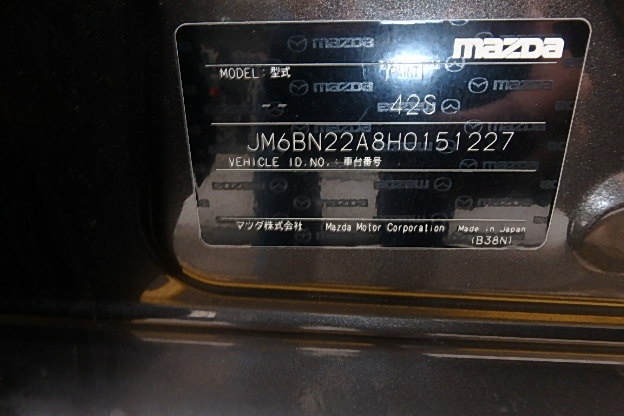 mazda
MODEL : 型式
42S
JM6BN22A8H0151227
VEHICLE ID.NO. 車台番号
マツダ株式会社 Mazda Motor Corporation Made in Japan
(B38N)